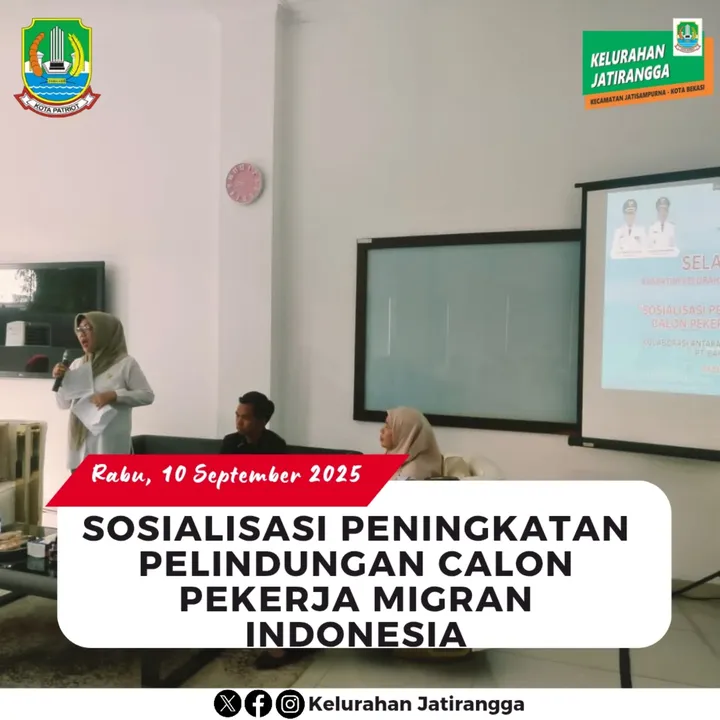 KOTA PATRIOT
KELURAHAN
JATIRANGGA
KECAMATAN JATISAMPURNA - KOTA BEKASI
SELA
SOSIALISASI PE
CALON PEKER
Rabu, 10 September 2025
SOSIALISASI PENINGKATAN
PELINDUNGAN CALON
PEKERJA MIGRAN
INDONESIA
Kelurahan Jatirangga